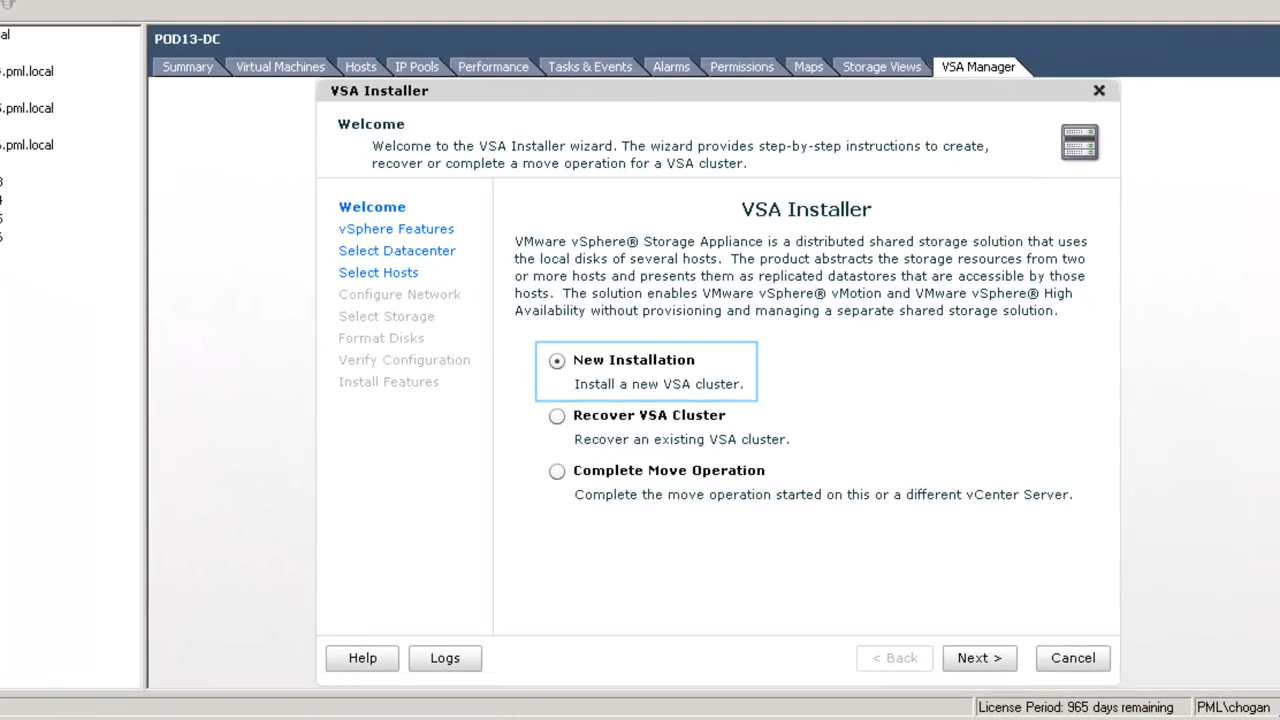 al
POD13-DC
Summary Virtual Machines Hosts IP Pools Performance Tasks & Events Alarms Permissions Maps Storage Views VSA Manager
.pml.local
.pml.local
.pml.local
3
4
5
6
VSA Installer
Welcome
Welcome to the VSA Installer wizard. The wizard provides step-by-step instructions to create,
recover or complete a move operation for a VSA cluster.
Welcome
vSphere Features
Select Datacenter
Select Hosts
Configure Network
Select Storage
Format Disks
Verify Configuration
Install Features
VSA Installer
VMware vSphere® Storage Appliance is a distributed shared storage solution that uses
the local disks of several hosts. The product abstracts the storage resources from two
or more hosts and presents them as replicated datastores that are accessible by those
hosts. The solution enables VMware vSphere® vMotion and VMware vSphere® High
Availability without provisioning and managing a separate shared storage solution.
New Installation
Install a new VSA cluster.
Recover VSA Cluster
Recover an existing VSA cluster.
Complete Move Operation
Complete the move operation started on this or a different vCenter Server.
Help Logs < Back Next > Cancel
License Period: 965 days remaining PML\chogan